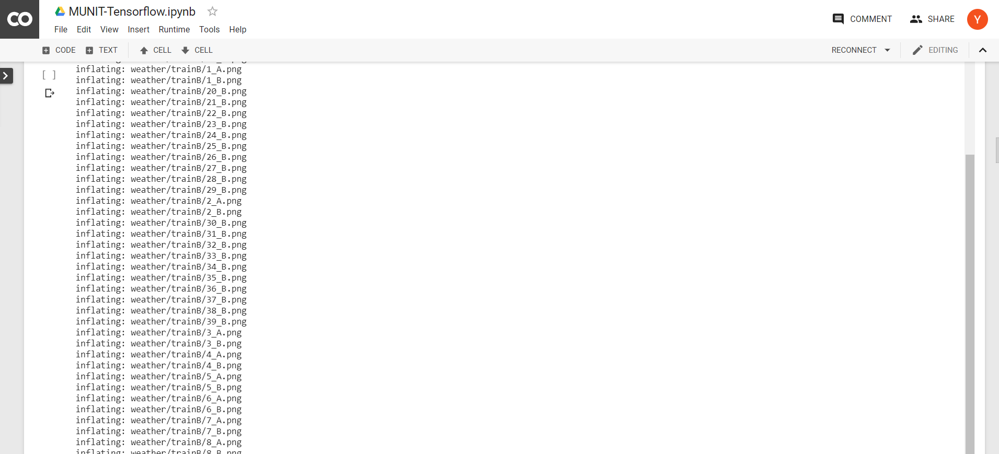 CO
MUNIT-Tensorflow.ipynb
File Edit View Insert Runtime Tools Help
COMMENT SHARE Y
CODE TEXT CELL CELL RECONNECT EDITING
[ ]
inflating: weather/trainB/1_A.png
inflating: weather/trainB/1_B.png
inflating: weather/trainB/20_B.png
inflating: weather/trainB/21_B.png
inflating: weather/trainB/22_B.png
inflating: weather/trainB/23_B.png
inflating: weather/trainB/24_B.png
inflating: weather/trainB/25_B.png
inflating: weather/trainB/26_B.png
inflating: weather/trainB/27_B.png
inflating: weather/trainB/28_B.png
inflating: weather/trainB/29_B.png
inflating: weather/trainB/2_A.png
inflating: weather/trainB/2_B.png
inflating: weather/trainB/30_B.png
inflating: weather/trainB/31_B.png
inflating: weather/trainB/32_B.png
inflating: weather/trainB/33_B.png
inflating: weather/trainB/34_B.png
inflating: weather/trainB/35_B.png
inflating: weather/trainB/36_B.png
inflating: weather/trainB/37_B.png
inflating: weather/trainB/38_B.png
inflating: weather/trainB/39_B.png
inflating: weather/trainB/3_A.png
inflating: weather/trainB/3_B.png
inflating: weather/trainB/4_A.png
inflating: weather/trainB/4_B.png
inflating: weather/trainB/5_A.png
inflating: weather/trainB/5_B.png
inflating: weather/trainB/6_A.png
inflating: weather/trainB/6_B.png
inflating: weather/trainB/7_A.png
inflating: weather/trainB/7_B.png
inflating: weather/trainB/8_A.png
inflating: weather/trainB/8_B.png